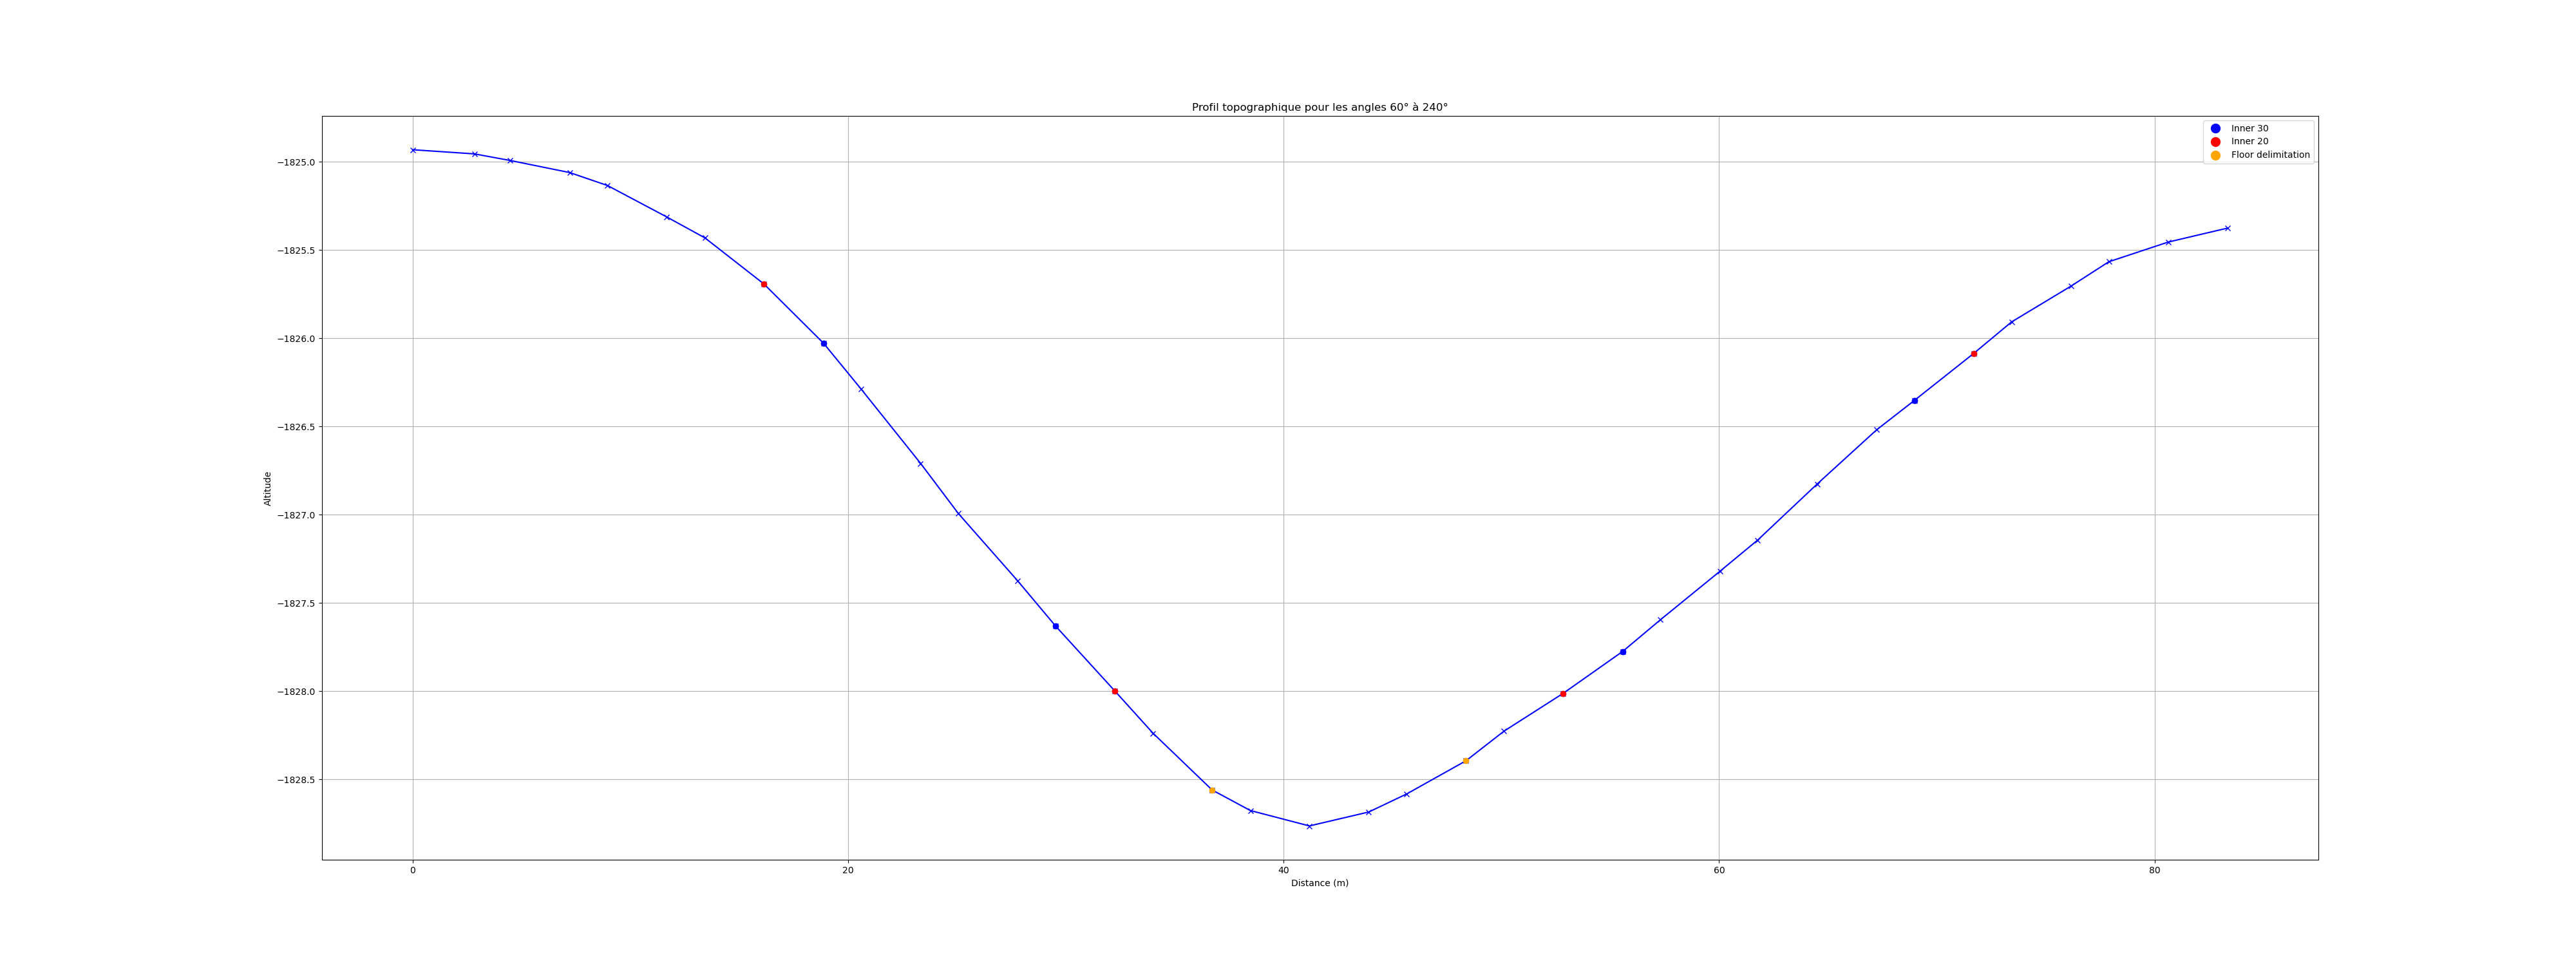 Profil topographique pour les angles 60° à 240°
Inner 30
Inner 20
Floor delimitation
−1825.0
−1825.5
−1826.0
−1826.5
−1827.0
−1827.5
−1828.0
−1828.5
Altitude
0 20 40 60 80
Distance (m)